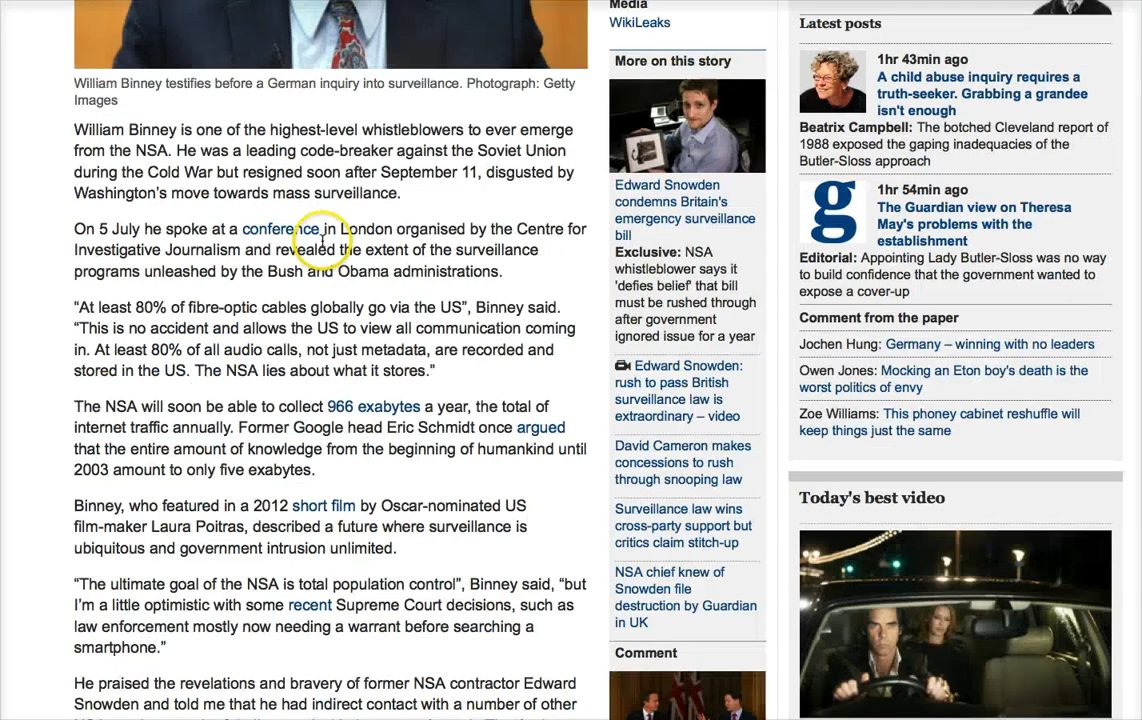 William Binney testifies before a German inquiry into surveillance. Photograph: Getty
Images
William Binney is one of the highest-level whistleblowers to ever emerge
from the NSA. He was a leading code-breaker against the Soviet Union
during the Cold War but resigned soon after September 11, disgusted by
Washington's move towards mass surveillance.
On 5 July he spoke at a conference in London organised by the Centre for
Investigative Journalism and revealed the extent of the surveillance
programs unleashed by the Bush and Obama administrations.
“At least 80% of fibre-optic cables globally go via the US”, Binney said.
“This is no accident and allows the US to view all communication coming
in. At least 80% of all audio calls, not just metadata, are recorded and
stored in the US. The NSA lies about what it stores.”
The NSA will soon be able to collect 966 exabytes a year, the total of
internet traffic annually. Former Google head Eric Schmidt once argued
that the entire amount of knowledge from the beginning of humankind until
2003 amount to only five exabytes.
Binney, who featured in a 2012 short film by Oscar-nominated US
film-maker Laura Poitras, described a future where surveillance is
ubiquitous and government intrusion unlimited.
“The ultimate goal of the NSA is total population control”, Binney said, “but
I'm a little optimistic with some recent Supreme Court decisions, such as
law enforcement mostly now needing a warrant before searching a
smartphone.”
He praised the revelations and bravery of former NSA contractor Edward
Snowden and told me that he had indirect contact with a number of other
Media
WikiLeaks
More on this story
Edward Snowden
condemns Britain's
emergency surveillance
bill
Exclusive: NSA
whistleblower says it
'defies belief' that bill
must be rushed through
after government
ignored issue for a year
Edward Snowden:
rush to pass British
surveillance law is
extraordinary – video
David Cameron makes
concessions to rush
through snooping law
Surveillance law wins
cross-party support but
critics claim stitch-up
NSA chief knew of
Snowden file
destruction by Guardian
in UK
Comment
Latest posts
1hr 43min ago
A child abuse inquiry requires a
truth-seeker. Grabbing a grandee
isn't enough
Beatrix Campbell: The botched Cleveland report of
1988 exposed the gaping inadequacies of the
Butler-Sloss approach
g
1hr 54min ago
The Guardian view on Theresa
May's problems with the
establishment
Editorial: Appointing Lady Butler-Sloss was no way
to build confidence that the government wanted to
expose a cover-up
Comment from the paper
Jochen Hung: Germany – winning with no leaders
Owen Jones: Mocking an Eton boy's death is the
worst politics of envy
Zoe Williams: This phoney cabinet reshuffle will
keep things just the same
Today's best video